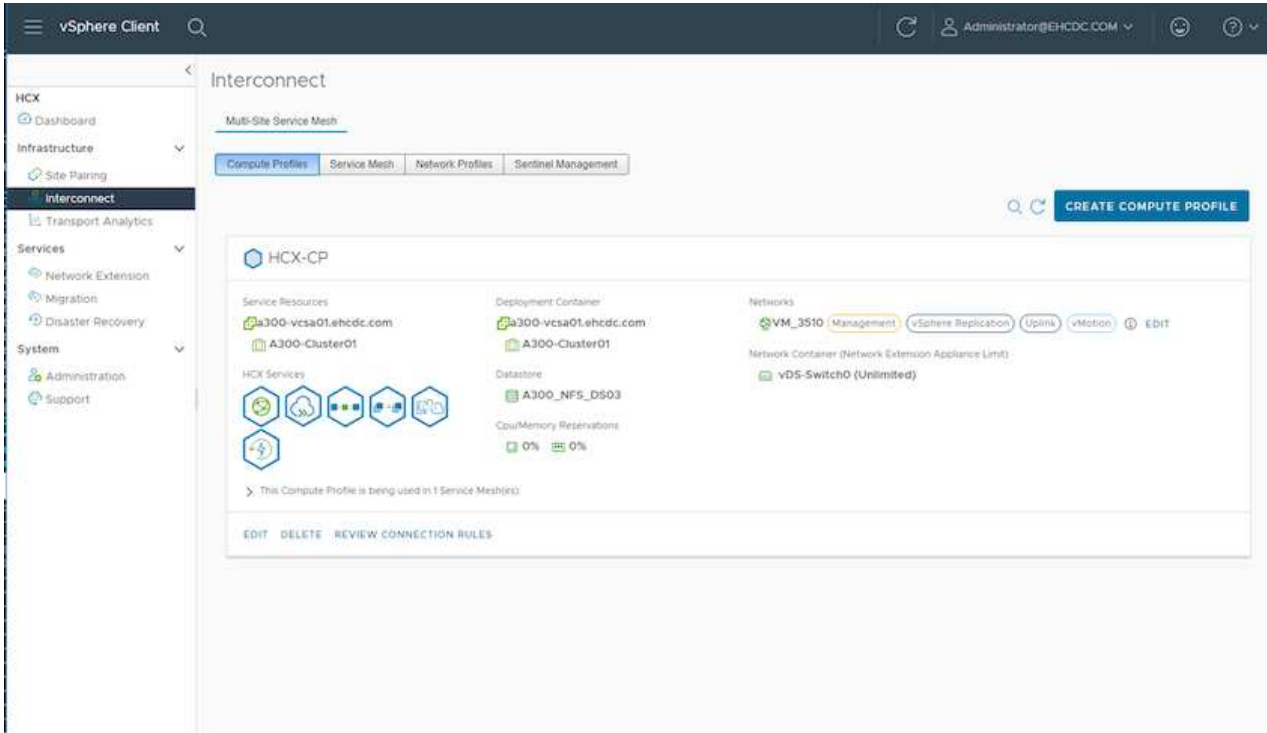 vSphere Client
Administrator@EHCDC.COM
HCX
Dashboard
Infrastructure
Site Pairing
Interconnect
Transport Analytics
Services
Network Extension
Migration
Disaster Recovery
System
Administration
Support
Interconnect
Multi-Site Service Mesh
Compute Profiles Service Mesh Network Profiles Sentinel Management
CREATE COMPUTE PROFILE
HCX-CP
Service Resources
a300-vcsa01.ehcdc.com
A300-Cluster01
HCX Services
Deployment Container
a300-vcsa01.ehcdc.com
A300-Cluster01
Datastore
A300_NFS_DS03
Cpu/Memory Reservations
0% 0%
Networks
VM_3510 Management vSphere Replication Uplink vMotion EDIT
Network Container (Network Extension Appliance Limit)
vDS-Switch0 (Unlimited)
This Compute Profile is being used in 1 Service Mesh(es).
EDIT DELETE REVIEW CONNECTION RULES